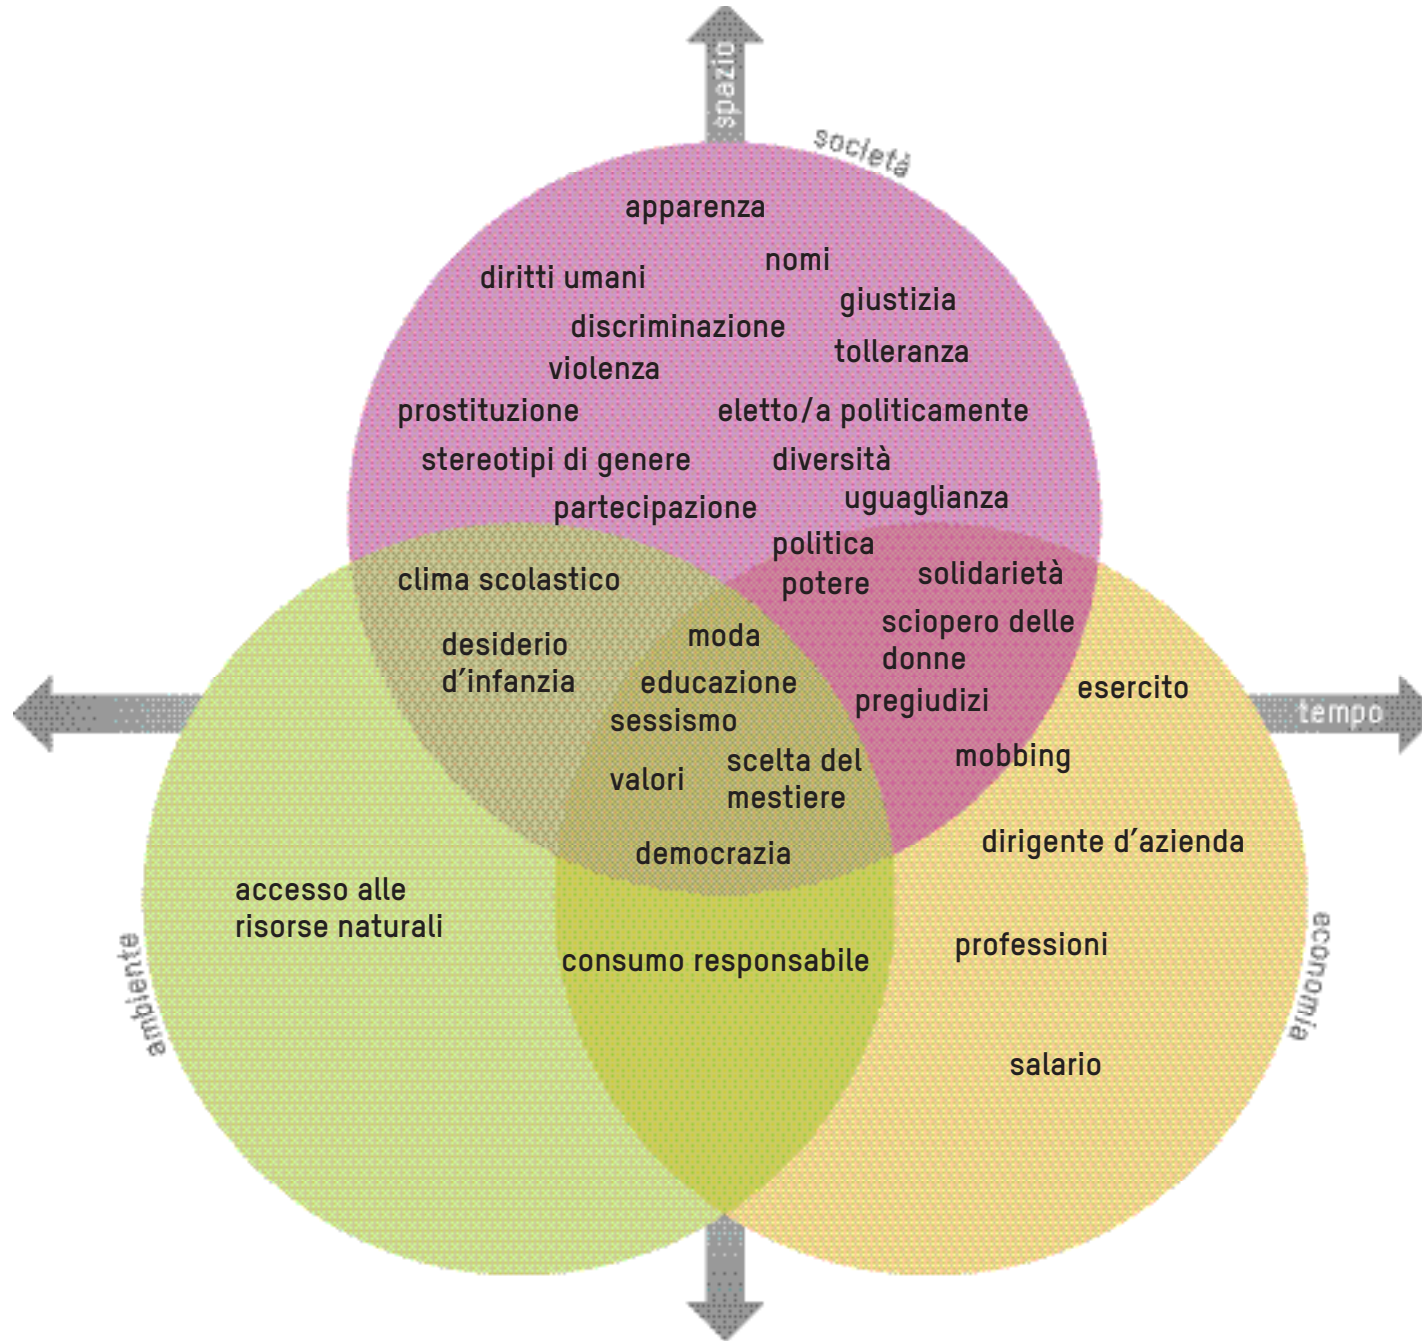 spazio
società
apparenza
nomi
diritti umani
giustizia
discriminazione
tolleranza
violenza
prostituzione
eletto/a politicamente
stereotipi di genere
diversità
uguaglianza
partecipazione
politica
clima scolastico
potere
solidarietà
moda
sciopero delle
donne
desiderio
d'infanzia
educazione
pregiudizi
esercito
tempo
sessismo
mobbing
valori
scelta del
mestiere
democrazia
dirigente d'azienda
accesso alle
risorse naturali
ambiente
consumo responsabile
professioni
economia
salario